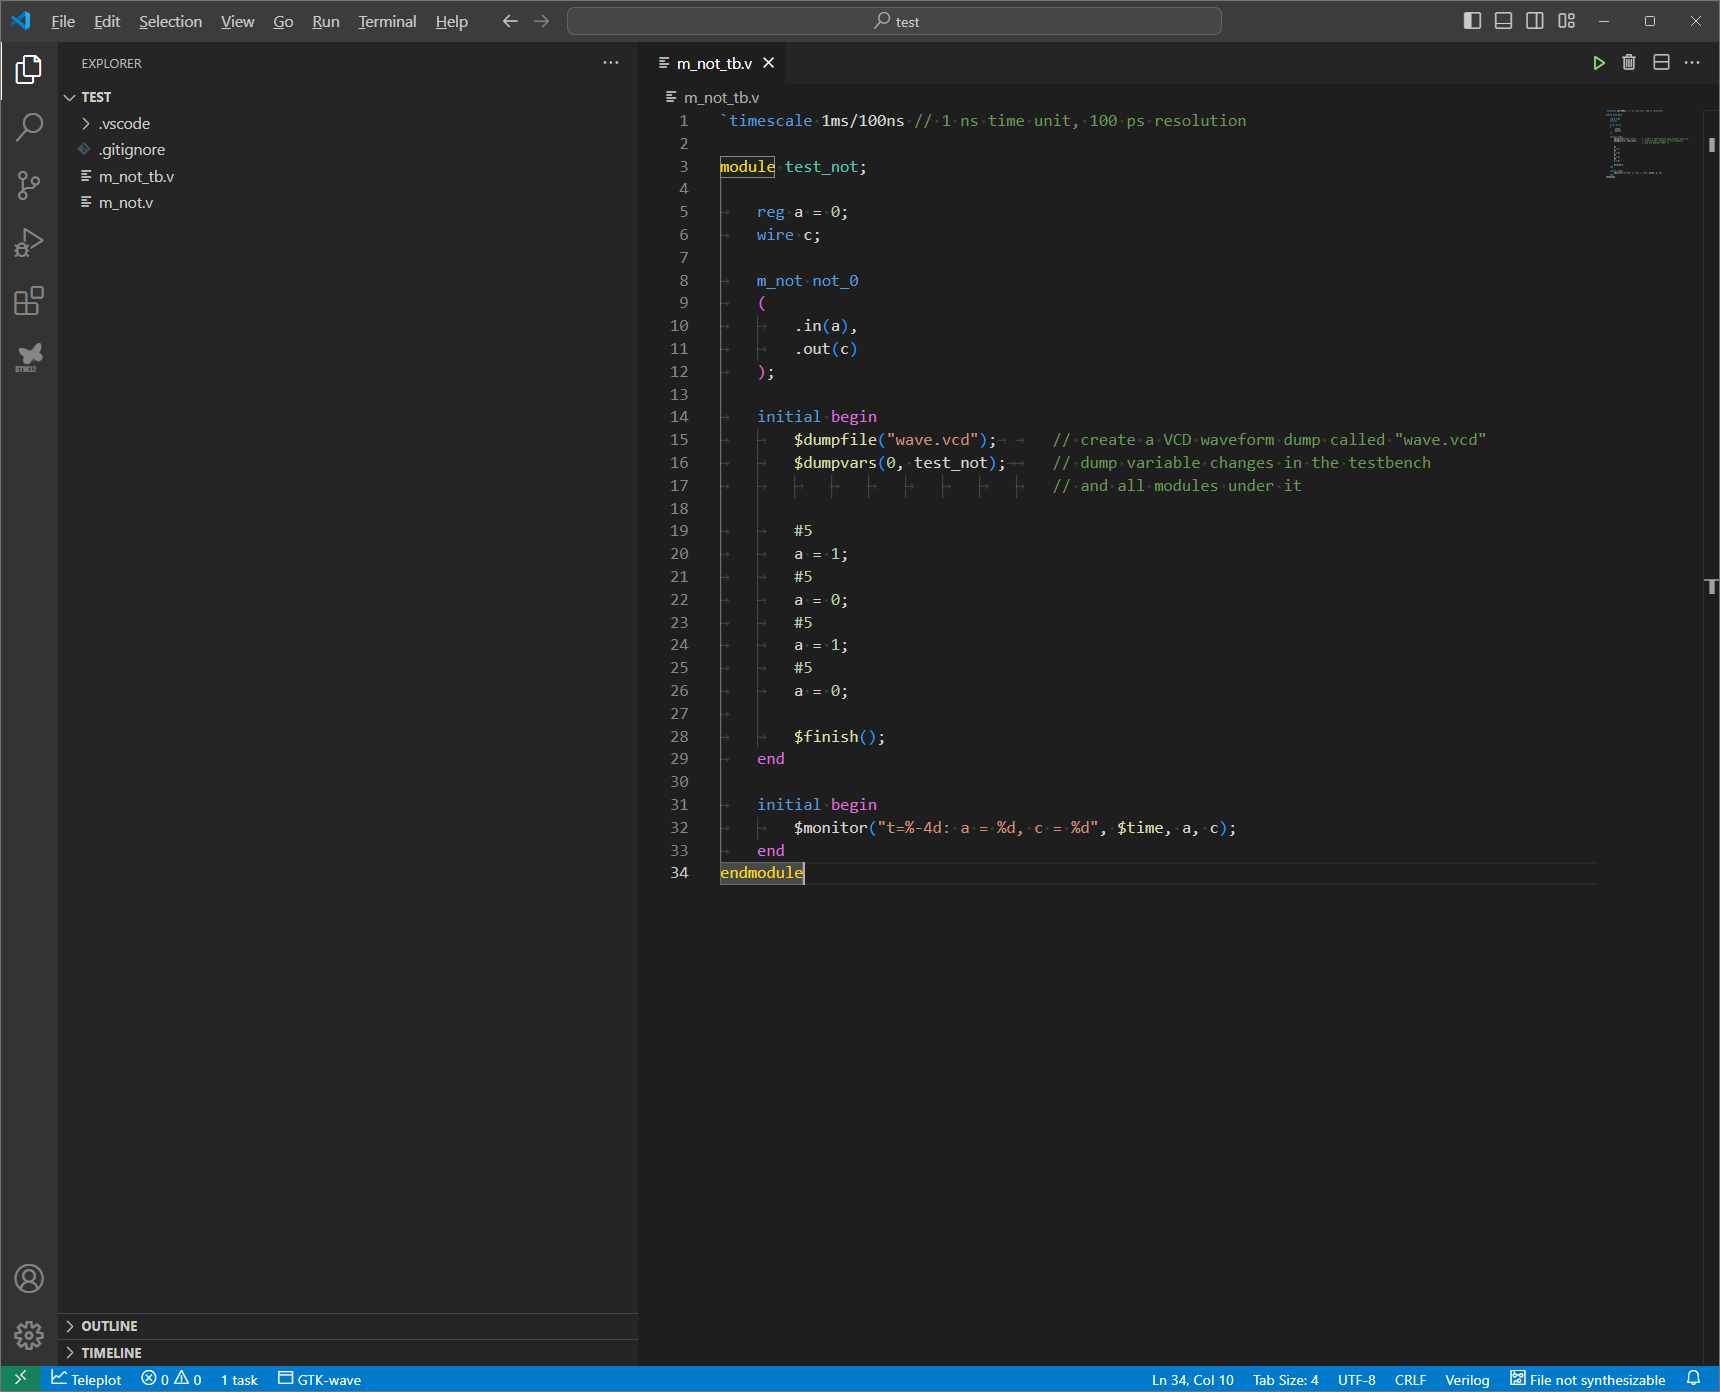 File Edit Selection View Go Run Terminal Help test
EXPLORER
TEST
.vscode
.gitignore
m_not_tb.v
m_not.v
STM32
OUTLINE
TIMELINE
m_not_tb.v
m_not_tb.v
1 `timescale 1ms/100ns // 1 ns time unit, 100 ps resolution
2
3 module test_not;
4
5 reg a = 0;
6 wire c;
7
8 m_not not_0
9 (
10 .in(a),
11 .out(c)
12 );
13
14 initial begin
15 $dumpfile("wave.vcd"); // create a VCD waveform dump called "wave.vcd"
16 $dumpvars(0, test_not); // dump variable changes in the testbench
17 // and all modules under it
18
19 #5
20 a = 1;
21 #5
22 a = 0;
23 #5
24 a = 1;
25 #5
26 a = 0;
27
28 $finish();
29 end
30
31 initial begin
32 $monitor("t=%-4d: a = %d, c = %d", $time, a, c);
33 end
34 endmodule
Teleplot 0 0 1 task GTK-wave Ln 34, Col 10 Tab Size: 4 UTF-8 CRLF Verilog File not synthesizable